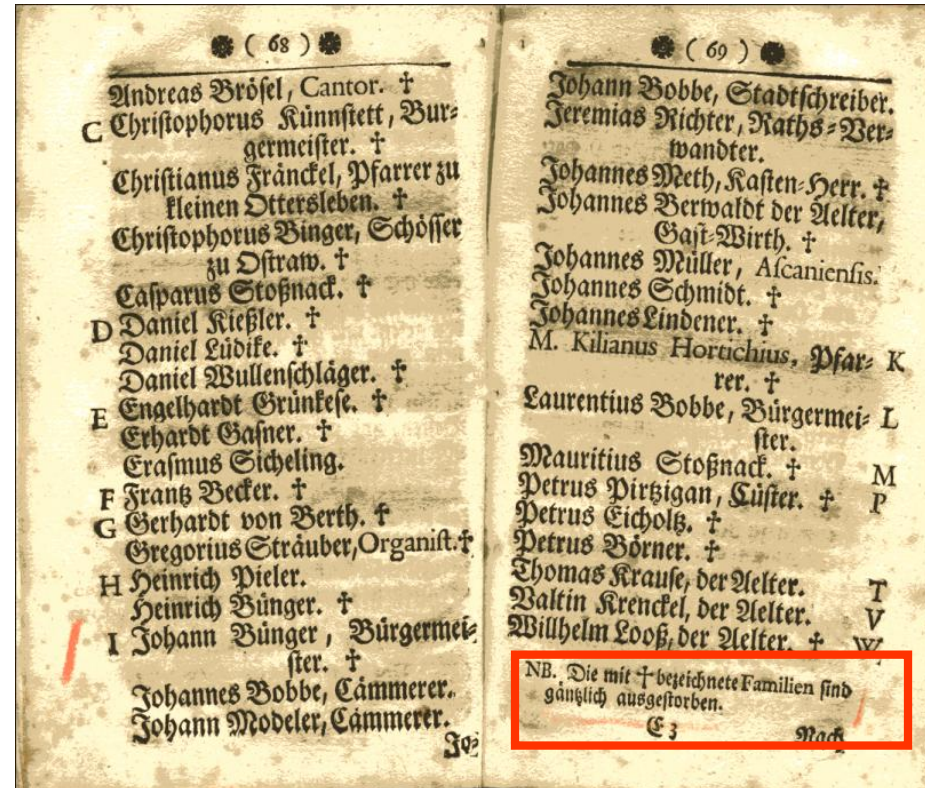 ( 68 )
Andreas Brösel, Cantor. †
C Christophorus Künnstett, Bur-
germeister. †
Christianus Fränckel, Pfarrer zu
kleinen Ottersleben. †
Christophorus Binger, Schösser
zu Ostraw. †
Casparus Stoßnack. †
D Daniel Kießler. †
Daniel Lüdike. †
Daniel Wullenschläger. †
E Engelhardt Grünkese. †
Erhardt Gasner. †
Erasmus Sicheling.
F Frantz Becker. †
G Gerhardt von Berth. †
Gregorius Sträuber, Organist. †
H Heinrich Pieler.
Heinrich Bünger. †
I Johann Bünger, Bürgermei-
ster. †
Johannes Bobbe, Cämmerer.
Johann Modeler, Cämmerer.
Jo-
( 69 )
Johann Bobbe, Stadtschreiber.
Jeremias Richter, Raths-Ver-
wandter.
Johannes Meth, Kasten-Herr. †
Johannes Berwaldt der Aelter,
Gast-Wirth. †
Johannes Müller, Ascaniensis.
Johannes Schmidt. †
Johannes Lindener. †
M. Kilianus Hortichius, Pfar- K
rer. †
Laurentius Bobbe, Bürgermei- L
ster.
Mauritius Stoßnack. † M
Petrus Pirtzigan, Cüster. † P
Petrus Eicholtz. †
Petrus Börner. †
Thomas Krause, der Aelter. T
Valtin Krenckel, der Aelter. V
Willhelm Looß, der Aelter. † W
NB. Die mit † bezeichnete Familien sind
gäntzlich ausgestorben.
E 3 Nach